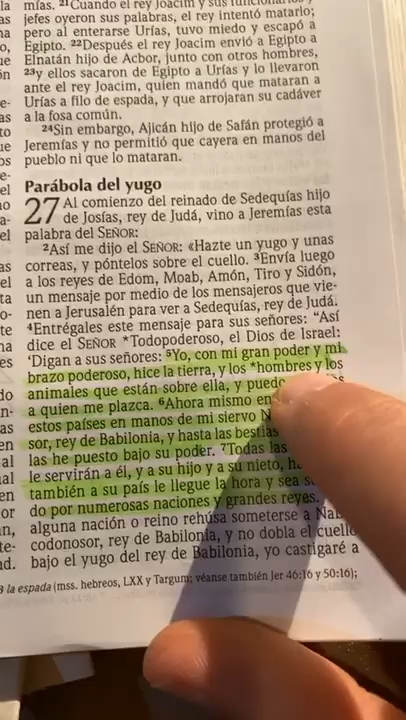 mías. ²¹Cuando el rey Joacim y sus
jefes oyeron sus palabras, el rey intentó matarlo;
pero al enterarse Urías, tuvo miedo y escapó a
Egipto. ²²Después el rey Joacim envió a Egipto a
Elnatán hijo de Acbor, junto con otros hombres,
²³y ellos sacaron de Egipto a Urías y lo llevaron
ante el rey Joacim, quien mandó que mataran a
Urías a filo de espada, y que arrojaran su cadáver
a la fosa común.
²⁴Sin embargo, Ajicán hijo de Safán protegió a
Jeremías y no permitió que cayera en manos del
pueblo ni que lo mataran.
Parábola del yugo
27 Al comienzo del reinado de Sedequías hijo
de Josías, rey de Judá, vino a Jeremías esta
palabra del SEÑOR:
²Así me dijo el SEÑOR: «Hazte un yugo y unas
correas, y póntelos sobre el cuello. ³Envía luego
a los reyes de Edom, Moab, Amón, Tiro y Sidón,
un mensaje por medio de los mensajeros que vie-
nen a Jerusalén para ver a Sedequías, rey de Judá.
⁴Entrégales este mensaje para sus señores: "Así
dice el SEÑOR *Todopoderoso, el Dios de Israel:
'Digan a sus señores: ⁵Yo, con mi gran poder y mi
brazo poderoso, hice la tierra, y los *hombres y los
animales que están sobre ella, y puedo
a quien me plazca. ⁶Ahora mismo
estos países en manos de mi siervo
sor, rey de Babilonia, y hasta las bestias
las he puesto bajo su poder. ⁷Todas las
le servirán a él, y a su hijo y a su nieto,
también a su país le llegue la hora y sea
do por numerosas naciones y grandes reyes.
alguna nación o reino rehúsa someterse a
codonosor, rey de Babilonia, y no dobla el cuello
bajo el yugo del rey de Babilonia, yo castigaré a
la espada (mss. hebreos, LXX y Targum; véanse también Jer 46:16 y 50:16);